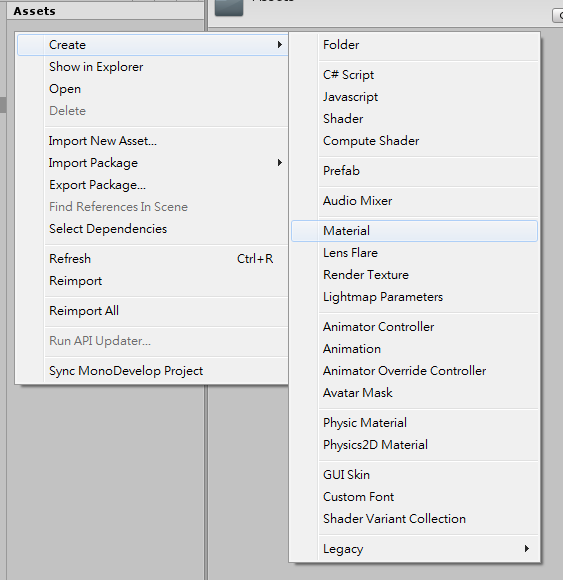 Assets
Assets
Create
Show in Explorer
Open
Delete
Import New Asset...
Import Package
Export Package...
Find References In Scene
Select Dependencies
Refresh Ctrl+R
Reimport
Reimport All
Run API Updater...
Sync MonoDevelop Project
Folder
C# Script
Javascript
Shader
Compute Shader
Prefab
Audio Mixer
Material
Lens Flare
Render Texture
Lightmap Parameters
Animator Controller
Animation
Animator Override Controller
Avatar Mask
Physic Material
Physics2D Material
GUI Skin
Custom Font
Shader Variant Collection
Legacy